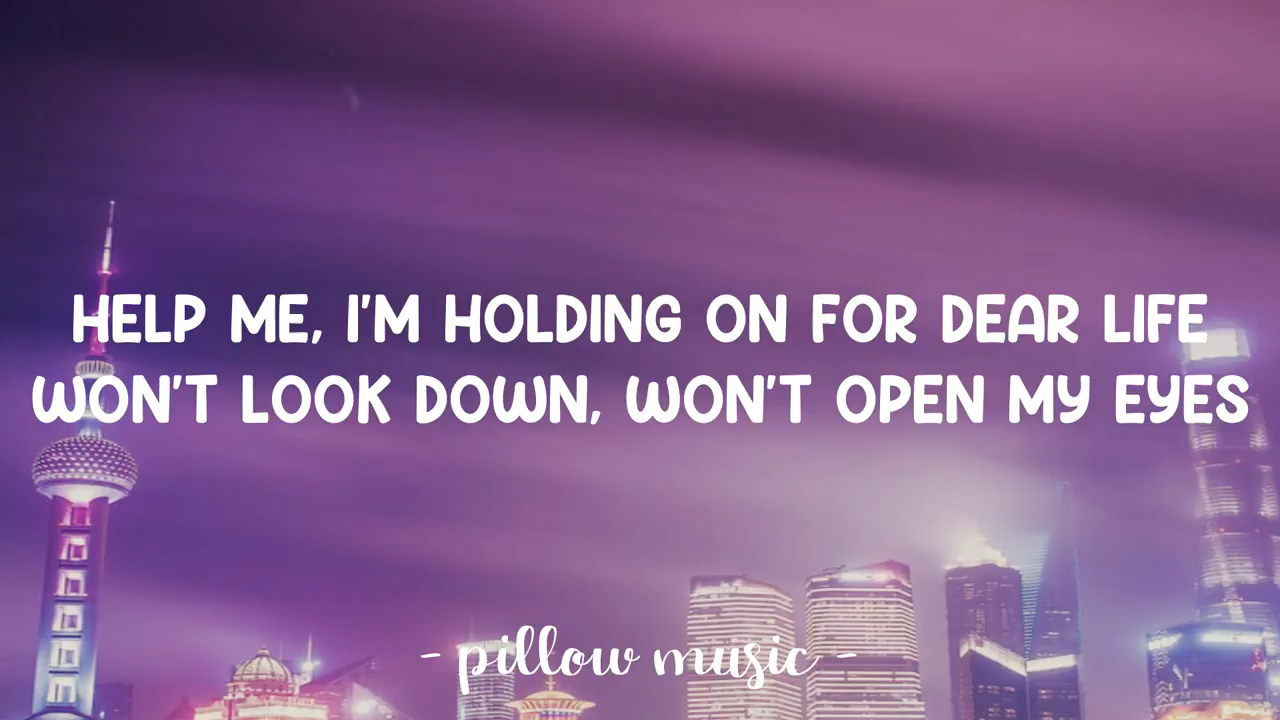 HELP ME, I'M HOLDING ON FOR DEAR LIFE
WON'T LOOK DOWN, WON'T OPEN MY EYES
- pillow music -